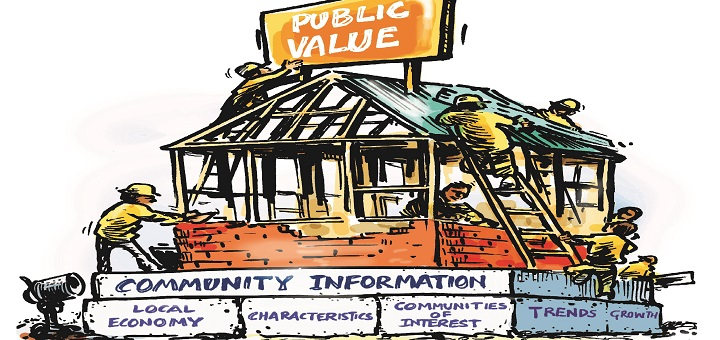 PUBLIC
VALUE
COMMUNITY INFORMATION
LOCAL
ECONOMY
CHARACTERISTICS
COMMUNITIES
OF
INTEREST
TRENDS
GROWTH